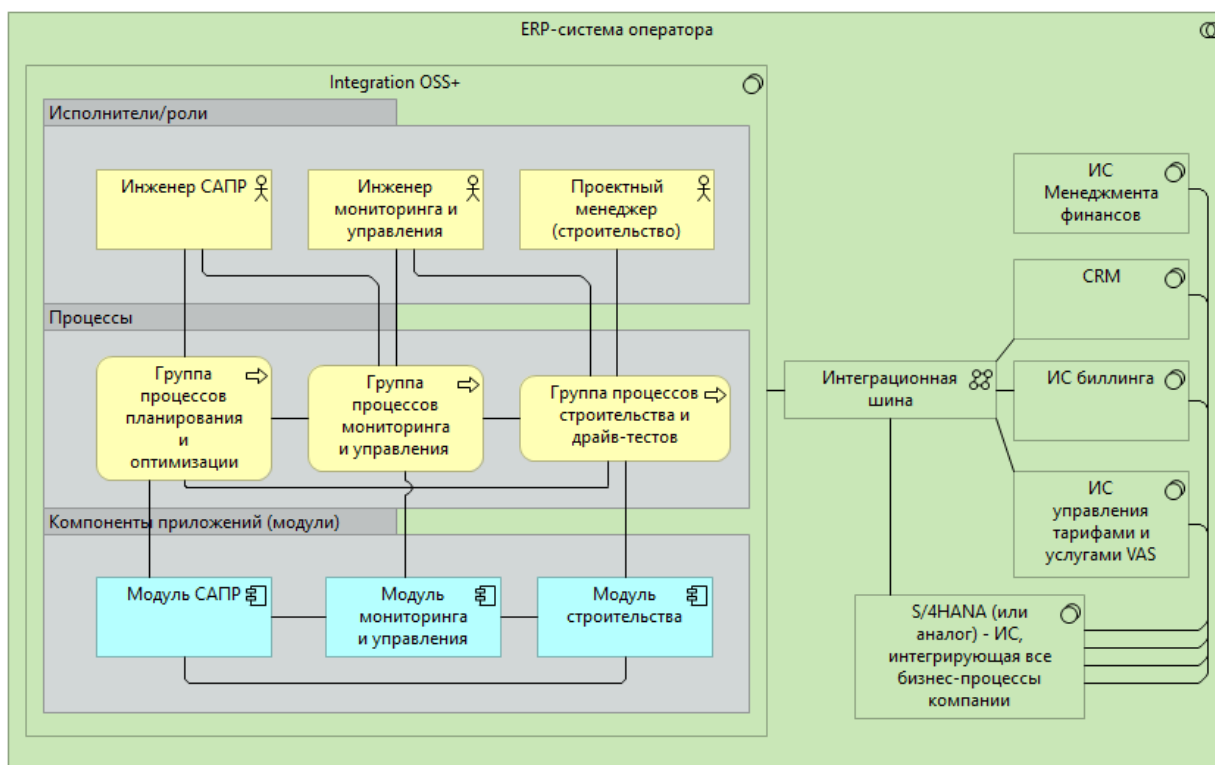 ERP-система оператора
Integration OSS+
Исполнители/роли
Инженер САПР
Инженер
мониторинга и
управления
Проектный
менеджер
(строительство)
Процессы
Группа
процессов
планирования
и
оптимизации
Группа
процессов
мониторинга
и управления
Группа процессов
строительства и
драйв-тестов
Компоненты приложений (модули)
Модуль САПР
Модуль
мониторинга
и управления
Модуль
строительства
Интеграционная
шина
ИС
Менеджмента
финансов
CRM
ИС биллинга
ИС
управления
тарифами и
услугами VAS
S/4HANA (или
аналог) - ИС,
интегрирующая все
бизнес-процессы
компании